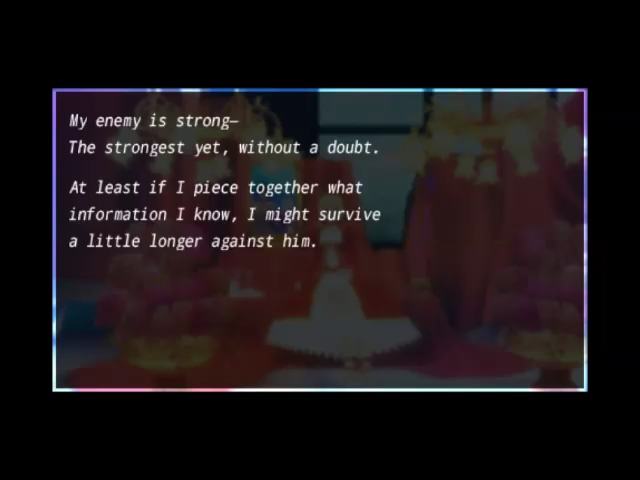 My enemy is strong—
The strongest yet, without a doubt.
At least if I piece together what
information I know, I might survive
a little longer against him.